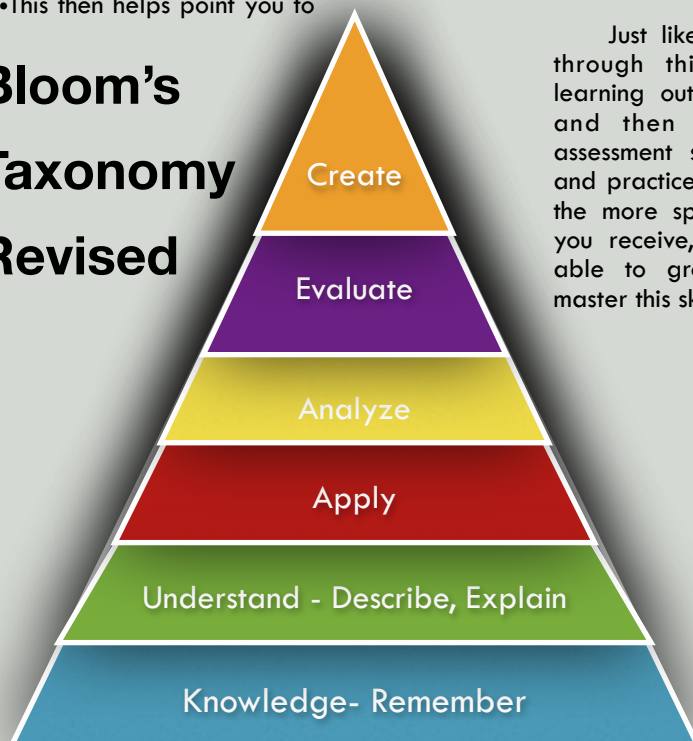 •This then helps point you to
Bloom's
Taxonomy
Revised
Create
Evaluate
Analyze
Apply
Understand - Describe, Explain
Knowledge- Remember
Just like
through thi
learning out
and then
assessment s
and practice
the more sp
you receive,
able to gr
master this sk